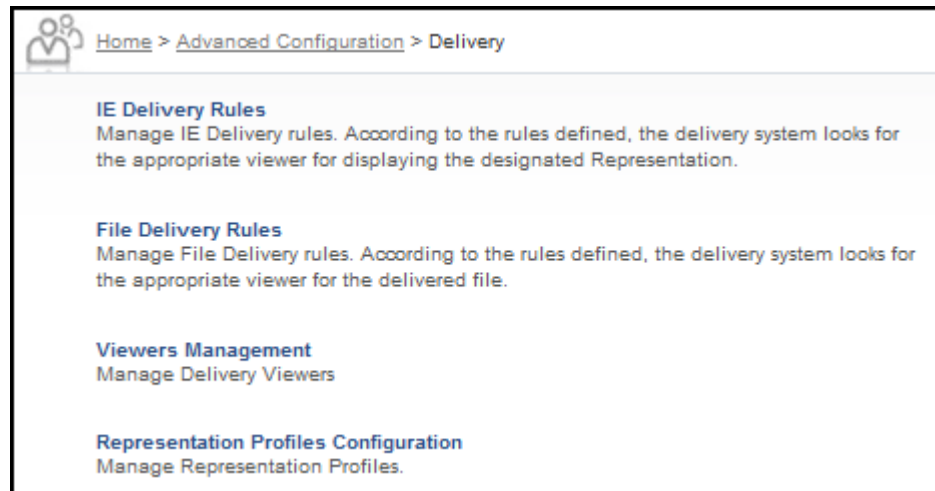 Home > Advanced Configuration > Delivery
IE Delivery Rules
Manage IE Delivery rules. According to the rules defined, the delivery system looks for
the appropriate viewer for displaying the designated Representation.
File Delivery Rules
Manage File Delivery rules. According to the rules defined, the delivery system looks for
the appropriate viewer for the delivered file.
Viewers Management
Manage Delivery Viewers
Representation Profiles Configuration
Manage Representation Profiles.